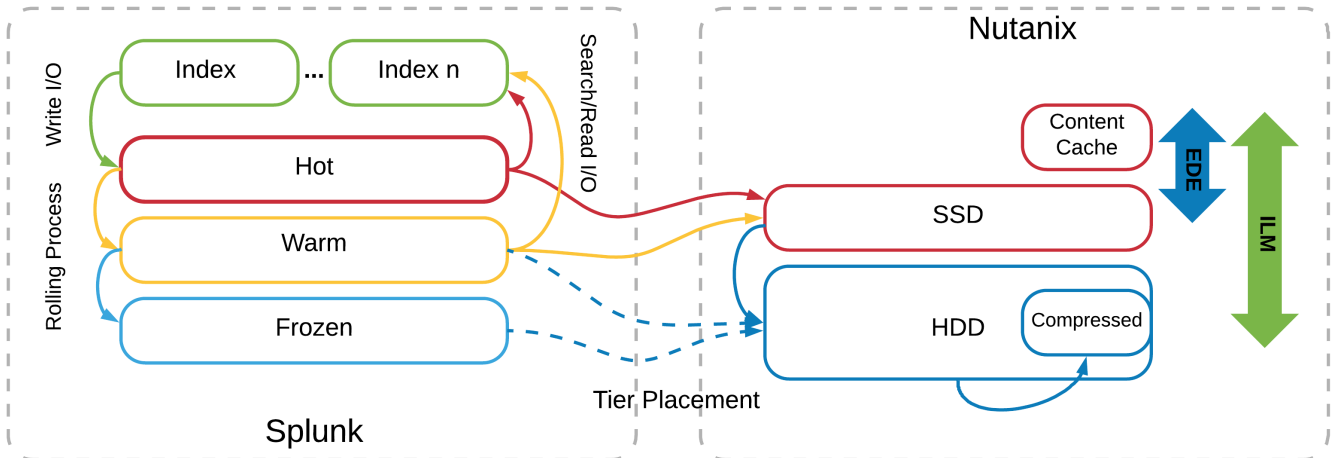 Nutanix
Index
...
Index n
Write I/O
Search/Read I/O
Hot
Warm
Rolling Process
Frozen
Content
Cache
EDE
SSD
ILM
HDD
Compressed
Tier Placement
Splunk